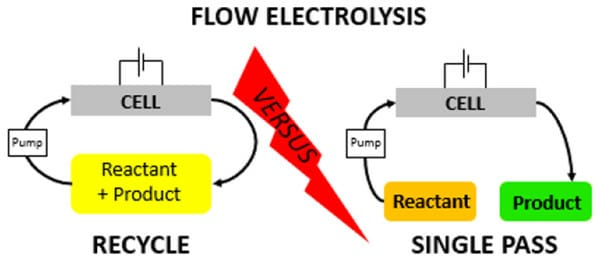 FLOW ELECTROLYSIS
CELL
Pump
Reactant
+ Product
RECYCLE
VERSUS
CELL
Pump
Reactant
Product
SINGLE PASS